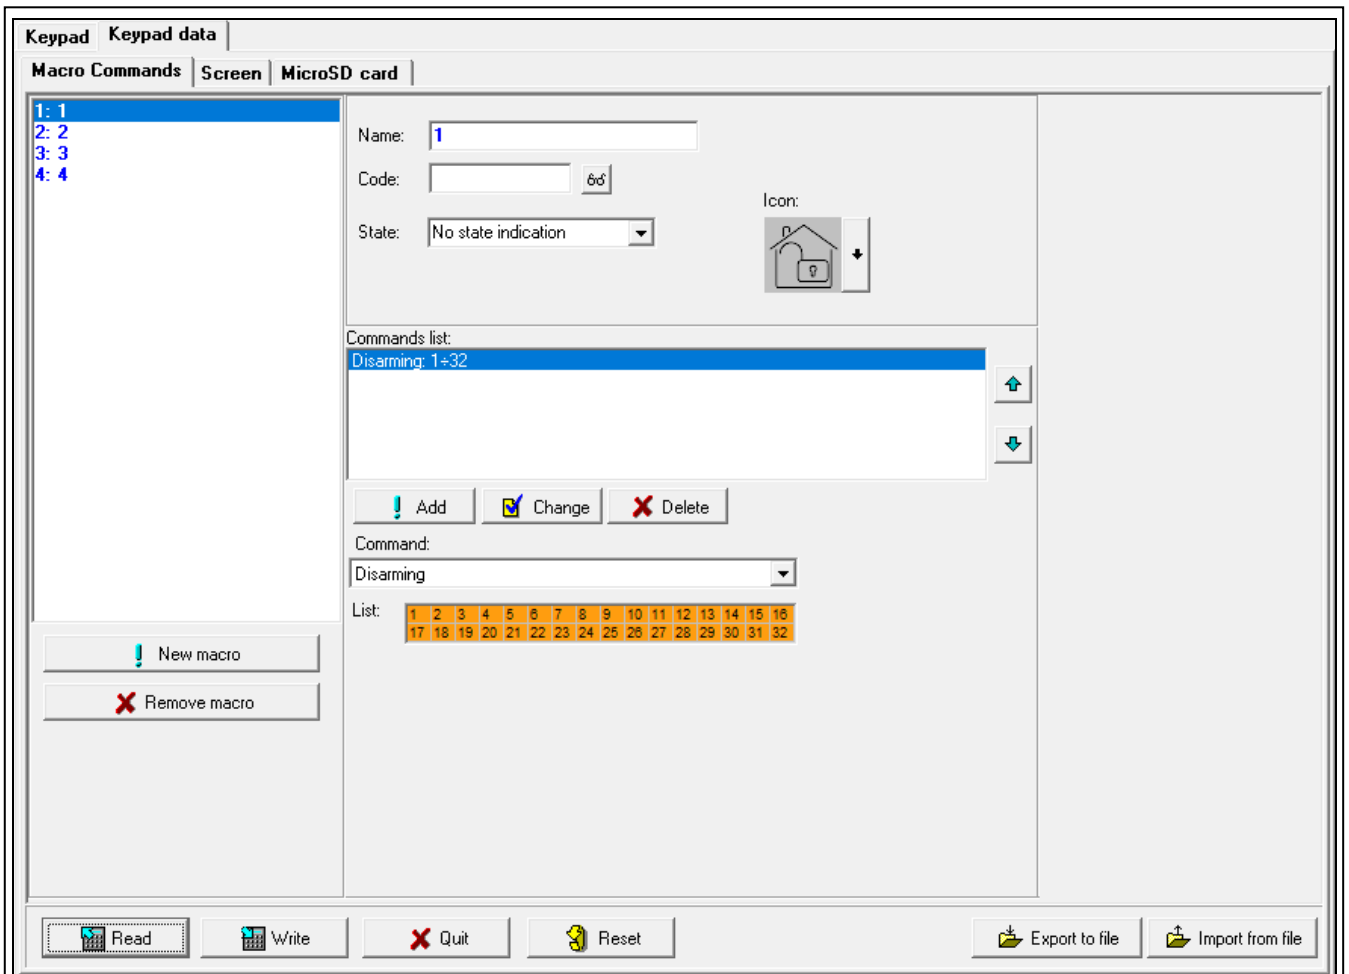 Keypad Keypad data
Macro Commands Screen MicroSD card
1: 1
2: 2
3: 3
4: 4
Name: 1
Code:
Icon:
State: No state indication
Commands list:
Disarming: 1÷32
Add Change Delete
Command:
Disarming
List: 1 2 3 4 5 6 7 8 9 10 11 12 13 14 15 16
17 18 19 20 21 22 23 24 25 26 27 28 29 30 31 32
New macro
Remove macro
Read Write Quit Reset Export to file Import from file